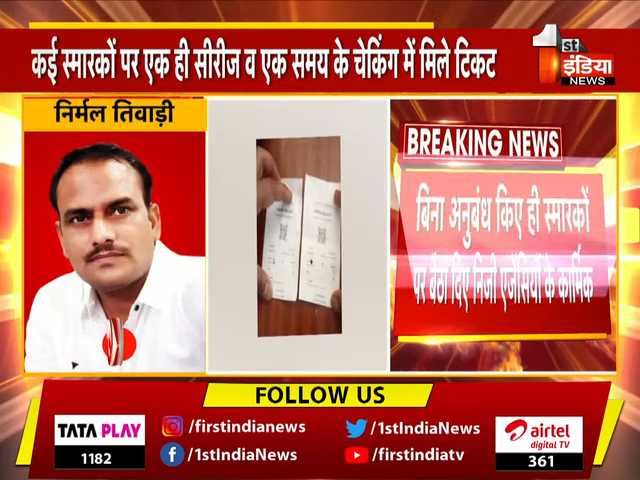 कई स्मारकों पर एक ही सीरीज व एक समय के चेकिंग में मिले टिकट
1st
इंडिया
NEWS
निर्मल तिवाड़ी
BREAKING NEWS
बिना अनुबंध किए ही स्मारकों
पर बैठा दिए निजी एजेंसियों के कार्मिक
FOLLOW US
TATA PLAY
1182
/firstindianews
/1stIndiaNews
/1stIndiaNews
/firstindiatv
airtel
digital TV
361